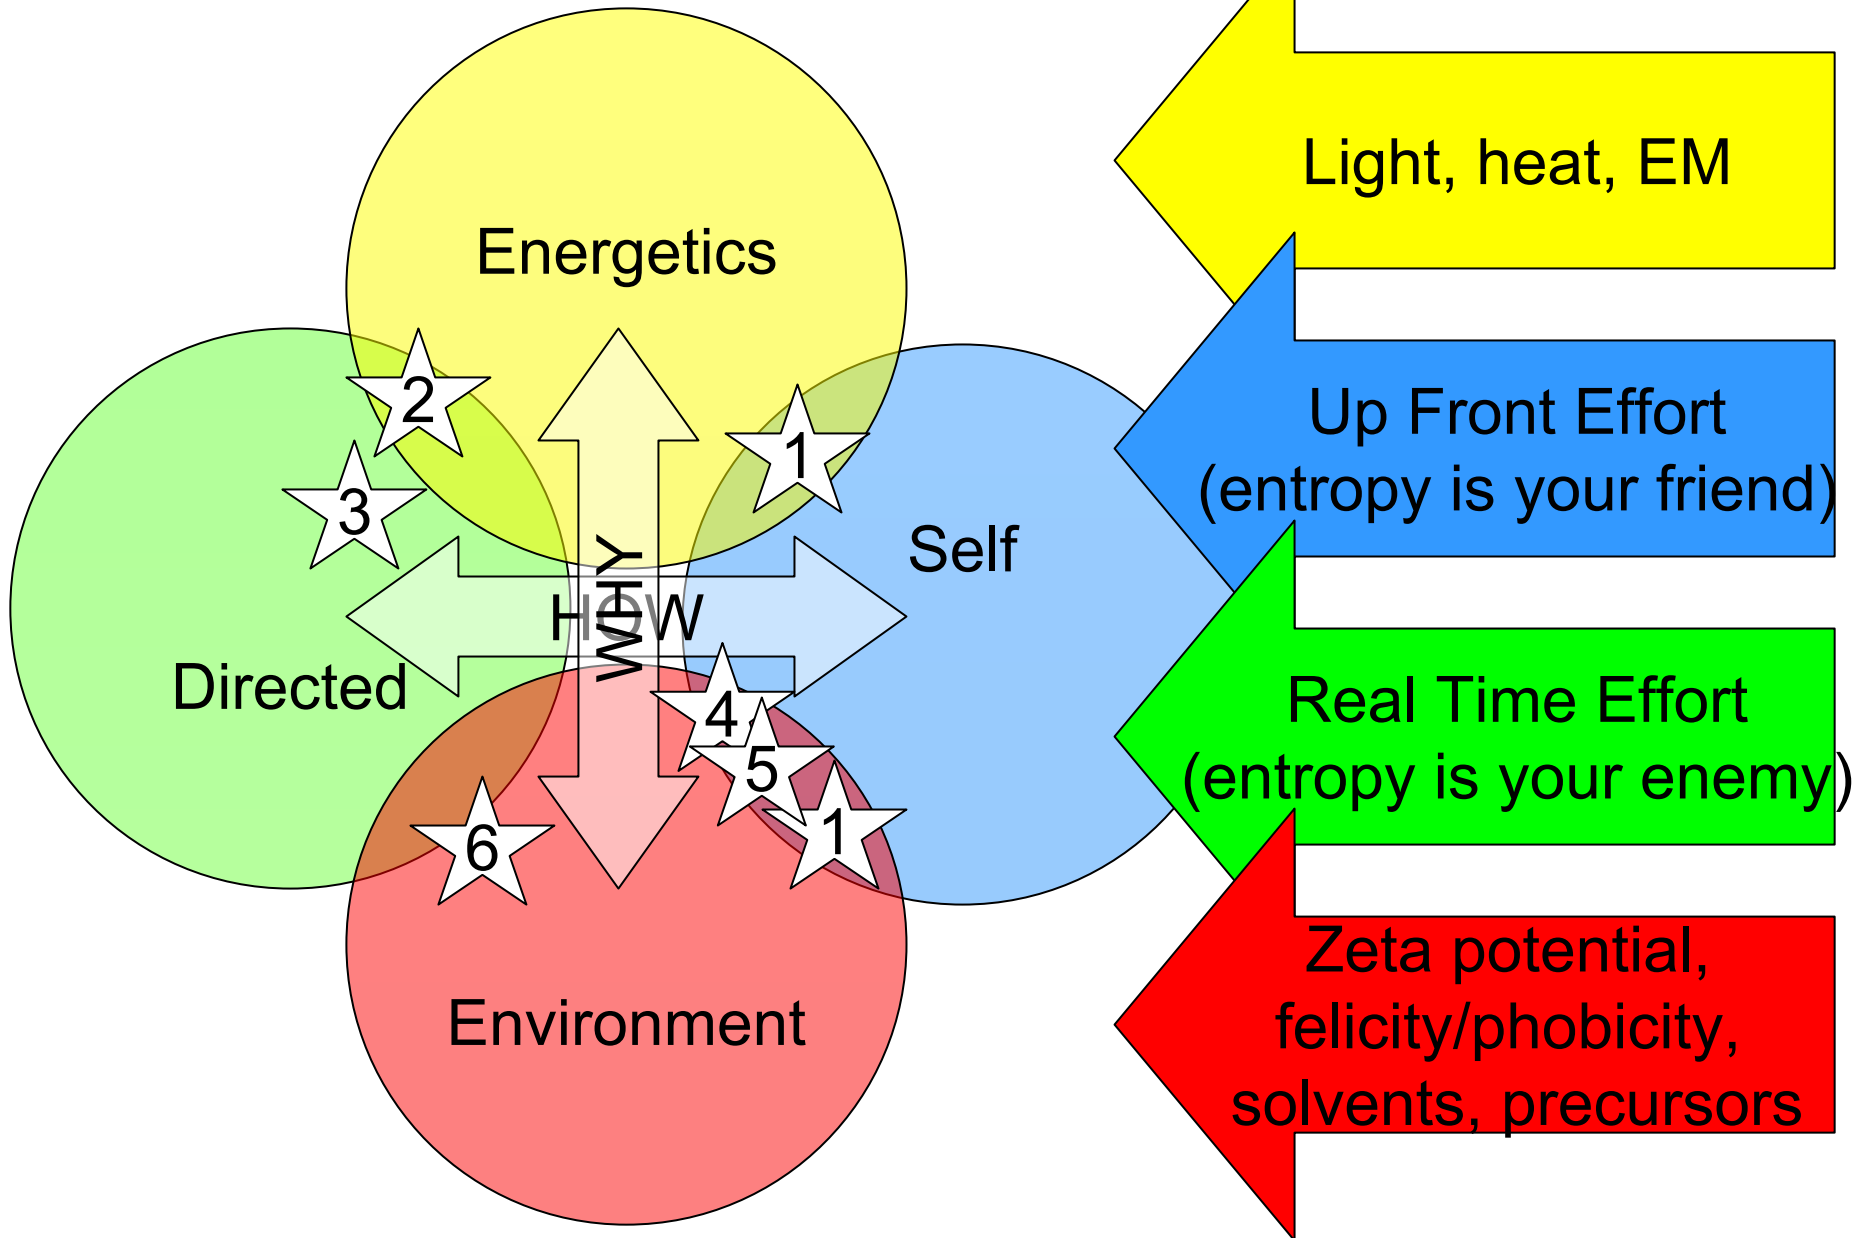 Energetics
2
1
3
Self
HOW
WHY
Directed
4
5
1
6
Environment
Light, heat, EM
Up Front Effort
(entropy is your friend)
Real Time Effort
(entropy is your enemy)
Zeta potential,
felicity/phobicity,
solvents, precursors